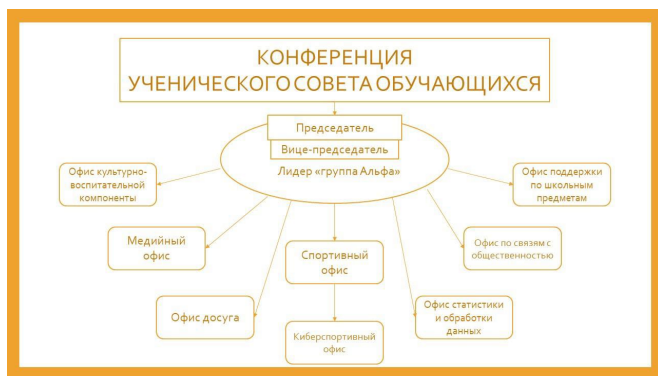 КОНФЕРЕНЦИЯ
УЧЕНИЧЕСКОГО СОВЕТА ОБУЧАЮЩИХСЯ
Председатель
Вице-председатель
Лидер «группа Альфа»
Офис культурно-
воспитательной
компоненты
Офис поддержки
по школьным
предметам
Медийный
офис
Спортивный
офис
Офис по связям с
общественностью
Офис досуга
Киберспортивный
офис
Офис статистики
и обработки
данных